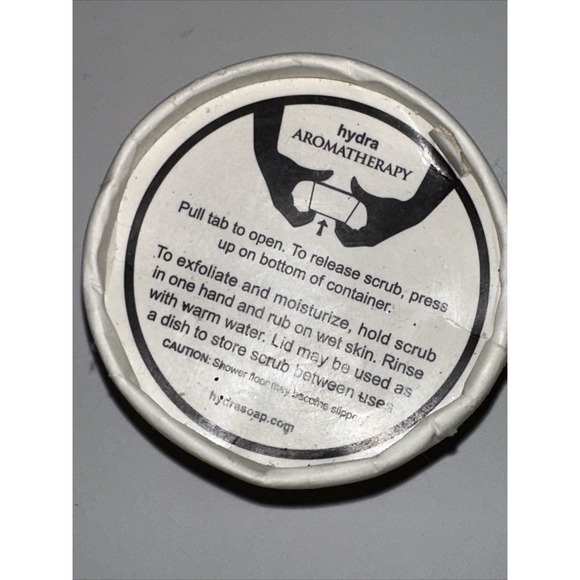 hydra
AROMATHERAPY
Pull tab to open. To release scrub, press
up on bottom of container.
To exfoliate and moisturize, hold scrub
in one hand and rub on wet skin. Rinse
with warm water. Lid may be used as
a dish to store scrub between uses
CAUTION: Shower floor may become slippery
hydrasoap.com